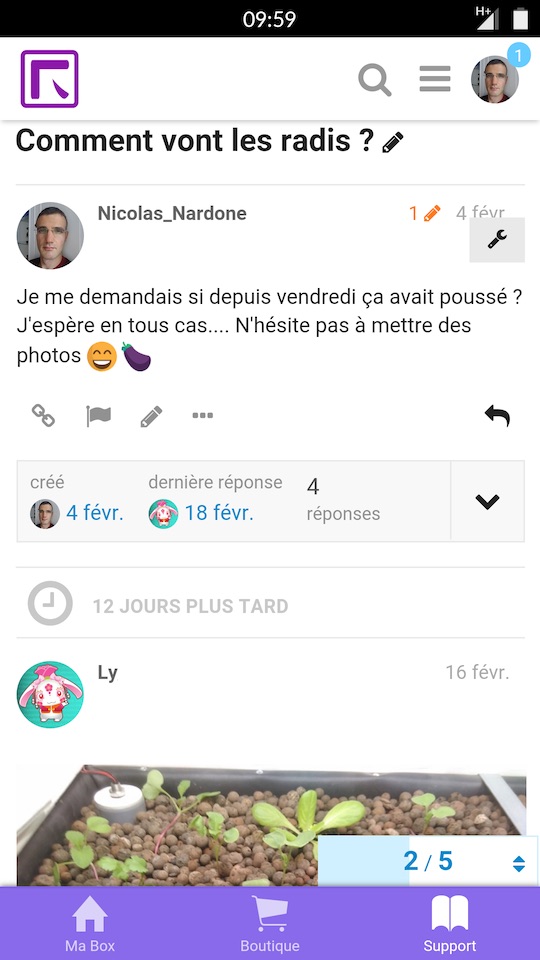 09:59
H+
1
Comment vont les radis ?
Nicolas_Nardone
1
4 févr.
Je me demandais si depuis vendredi ça avait poussé ?
J'espère en tous cas.... N'hésite pas à mettre des
photos 😄🍆
créé
dernière réponse
4
4 févr.
18 févr.
réponses
12 JOURS PLUS TARD
Ly
16 févr.
2 / 5
Ma Box
Boutique
Support